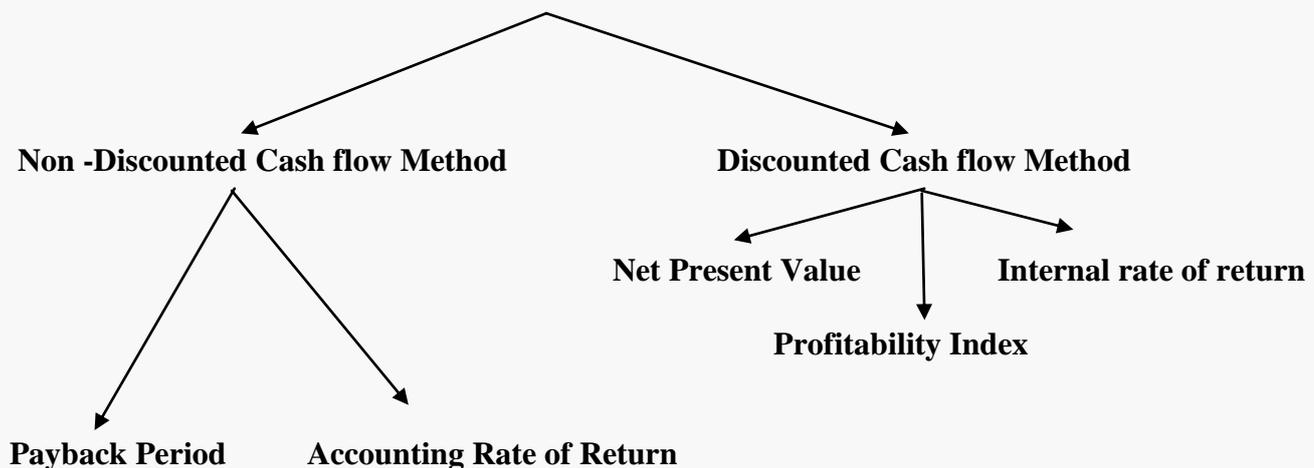 Non -Discounted Cash flow Method
Discounted Cash flow Method
Net Present Value
Internal rate of return
Profitability Index
Payback Period
Accounting Rate of Return